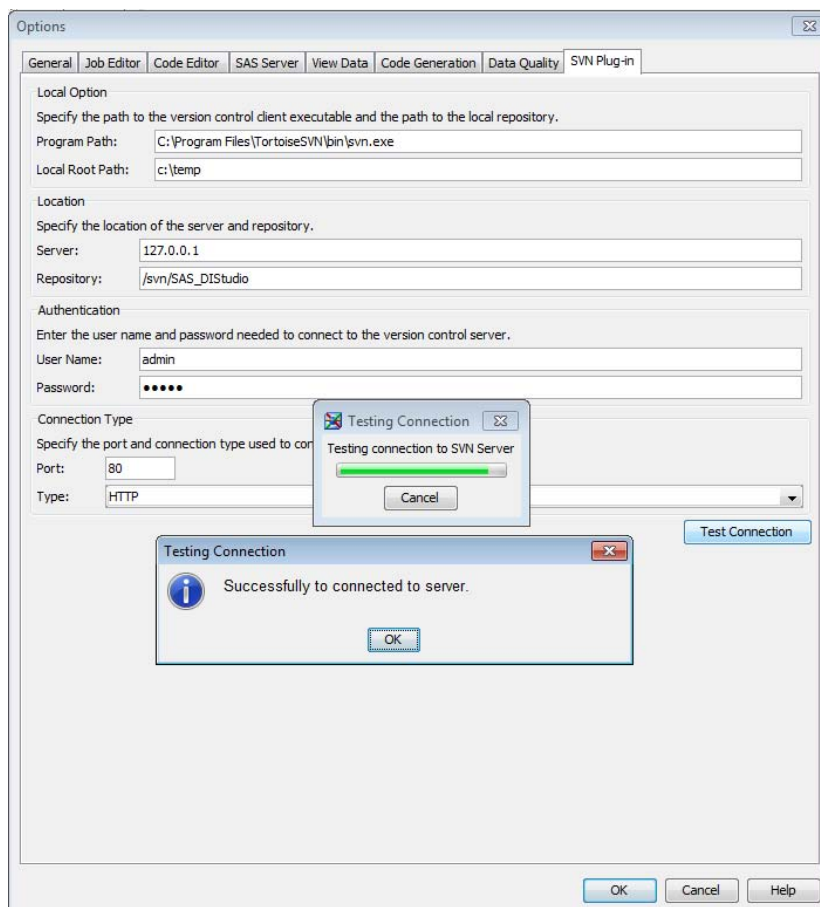 Options
General Job Editor Code Editor SAS Server View Data Code Generation Data Quality SVN Plug-in
Local Option
Specify the path to the version control client executable and the path to the local repository.
Program Path: C:\Program Files\TortoiseSVN\bin\svn.exe
Local Root Path: c:\temp
Location
Specify the location of the server and repository.
Server: 127.0.0.1
Repository: /svn/SAS_DIStudio
Authentication
Enter the user name and password needed to connect to the version control server.
User Name: admin
Password: •••••
Connection Type
Specify the port and connection type used to con
Port: 80
Type: HTTP
Testing Connection
Testing connection to SVN Server
Cancel
Test Connection
Testing Connection
Successfully to connected to server.
OK
OK Cancel Help